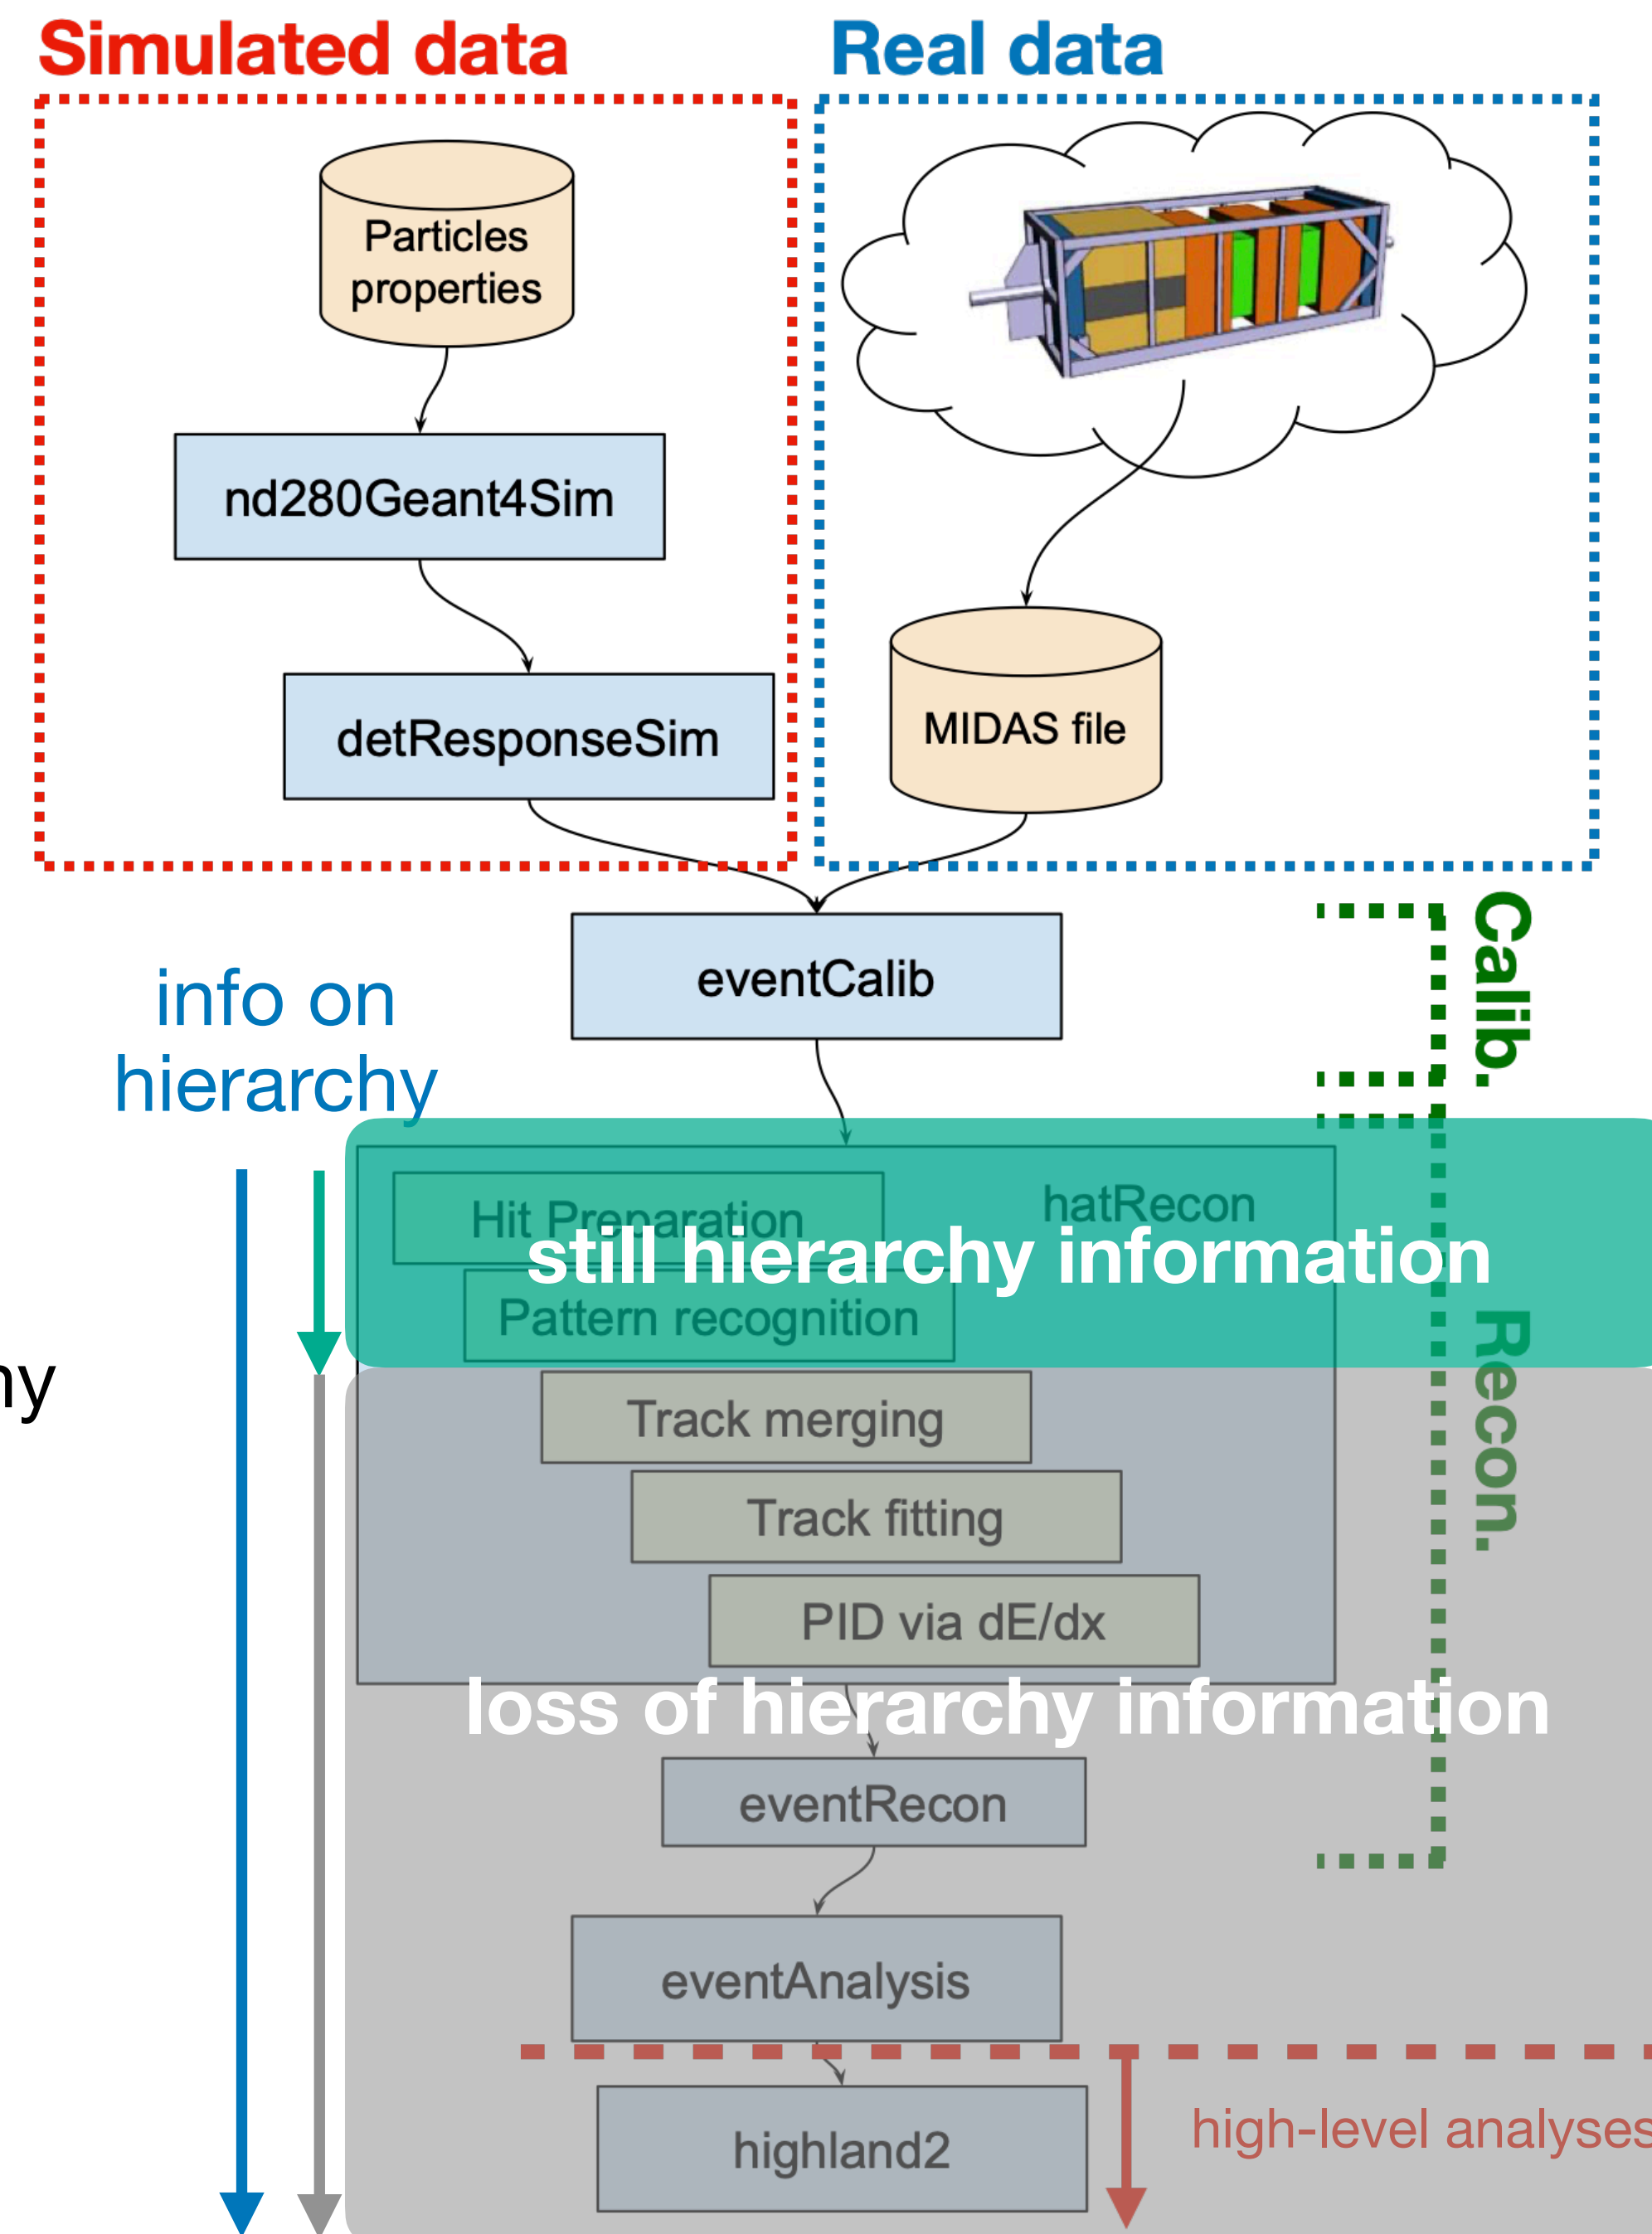 Simulated data
Real data
Particles
properties
nd280Geant4Sim
detResponseSim
MIDAS file
eventCalib
Calib.
info on
hierarchy
Hit Preparation
hatRecon
still hierarchy information
Pattern recognition
Recon.
hy
Track merging
Track fitting
PID via dE/dx
loss of hierarchy information
eventRecon
eventAnalysis
highland2
high-level analyses